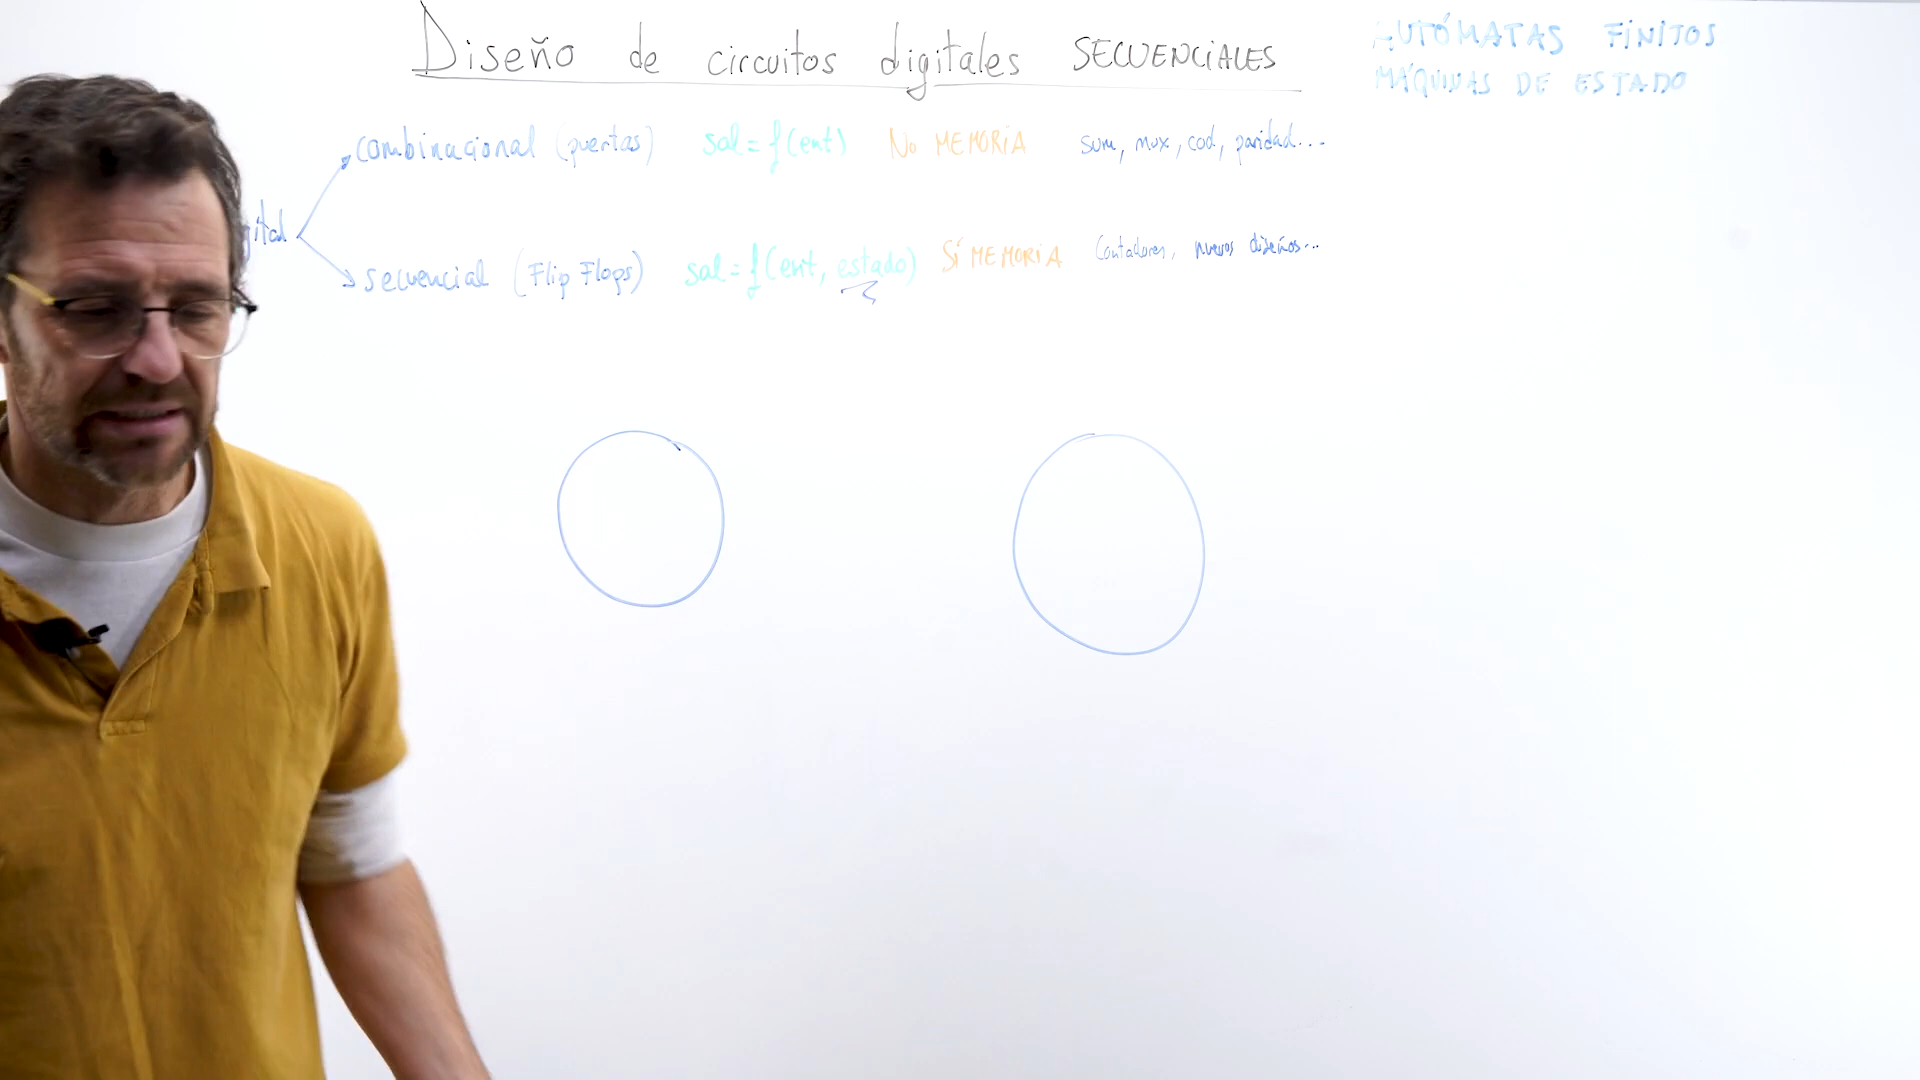 Diseño de circuitos digitales SECUENCIALES
AUTÓMATAS FINITOS
MÁQUINAS DE ESTADO
combinacional (puertas) sal = f(ent) No MEMORIA sum, mux, cod, paridad...
gital
secuencial (Flip Flops) sal = f(ent, estado) SÍ MEMORIA Contadores, nuevos diseños...